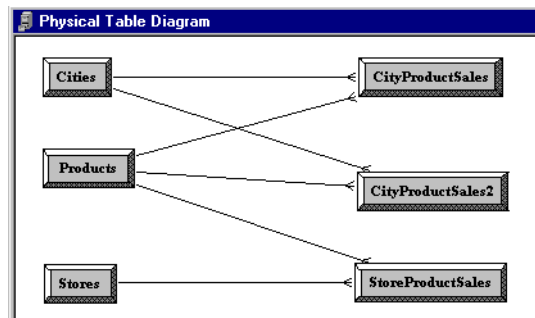 Physical Table Diagram
Cities
CityProductSales
Products
CityProductSales2
Stores
StoreProductSales